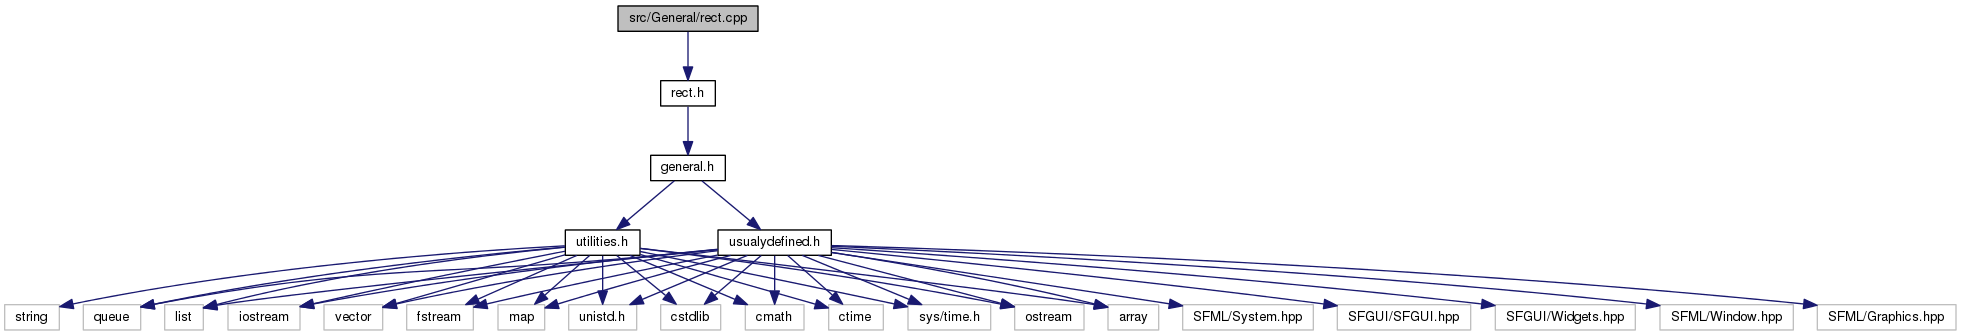 src/General/rect.cpp
rect.h
general.h
utilities.h
usualydefined.h
string
queue
list
iostream
vector
fstream
map
unistd.h
cstdlib
cmath
ctime
sys/time.h
ostream
array
SFML/System.hpp
SFGUI/SFGUI.hpp
SFGUI/Widgets.hpp
SFML/Window.hpp
SFML/Graphics.hpp